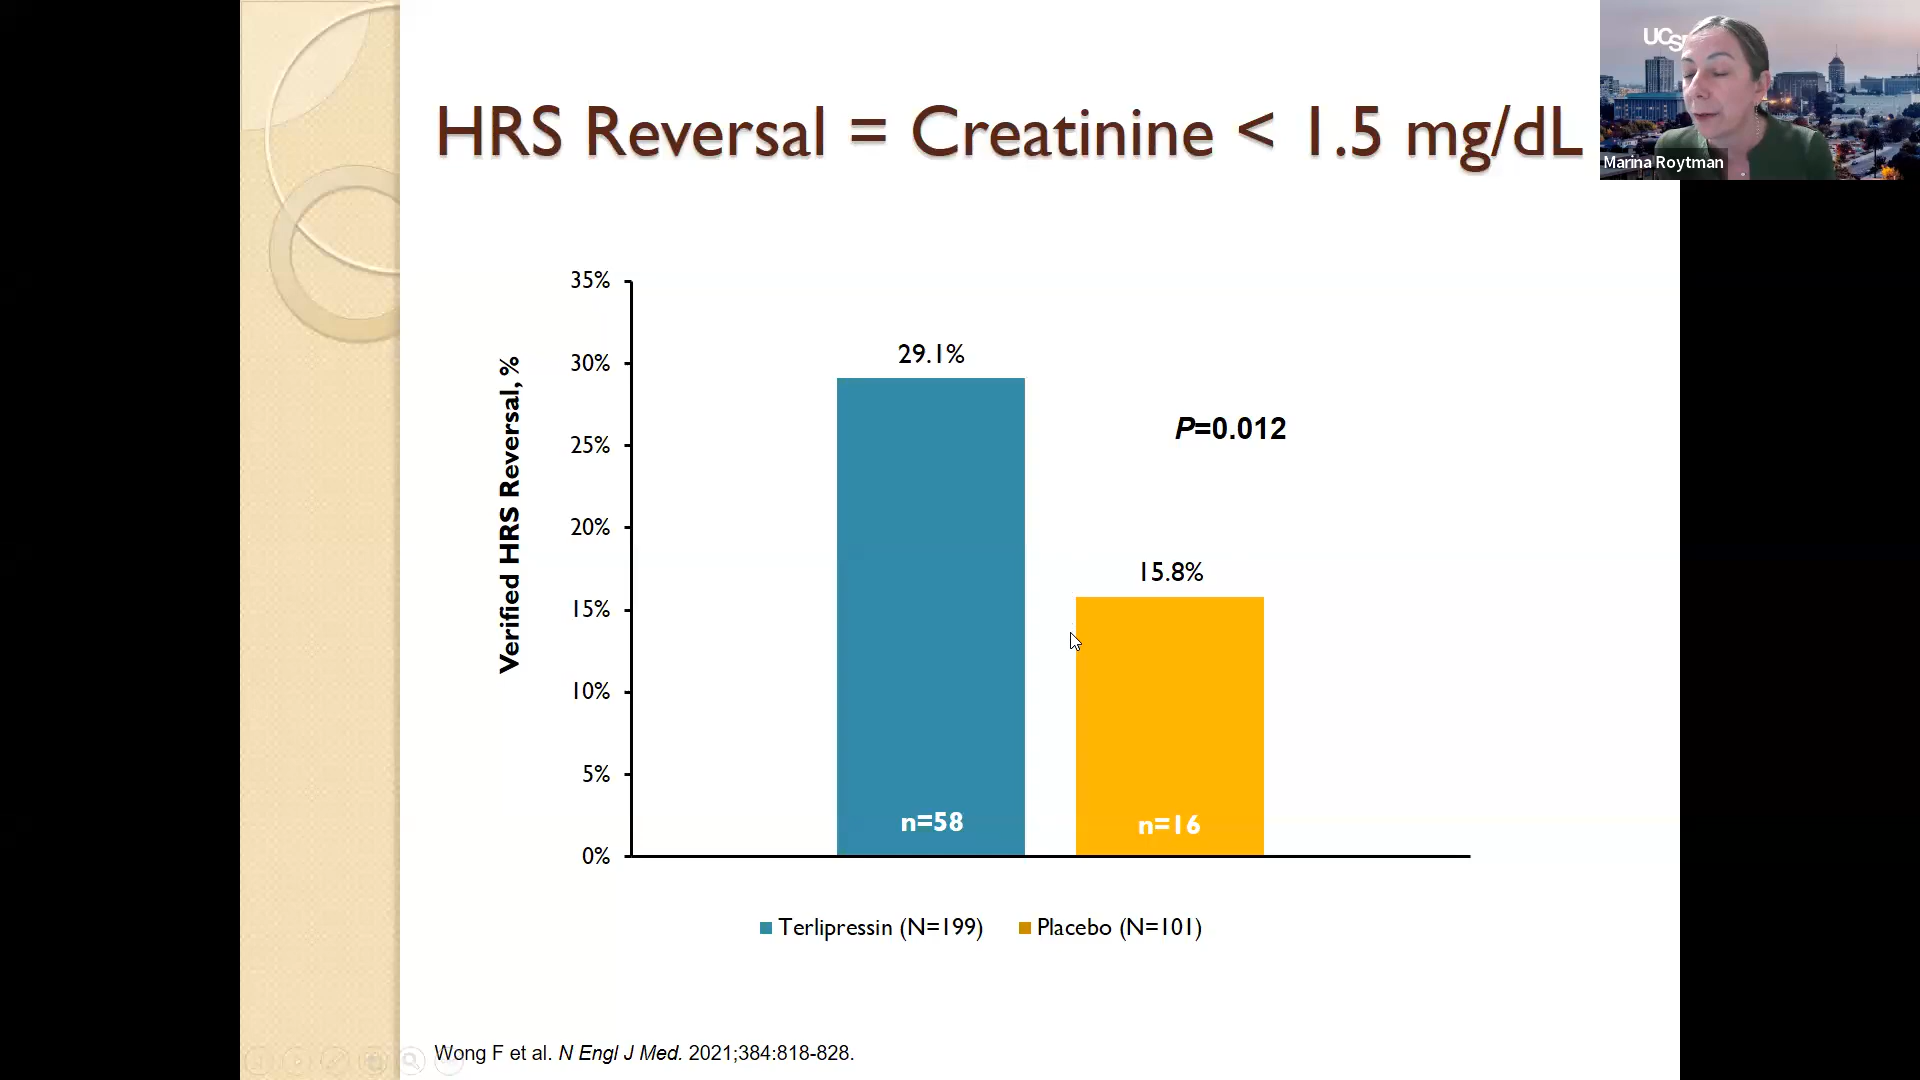 HRS Reversal = Creatinine < 1.5 mg/dL
UCSF
Marina Roytman
Verified HRS Reversal, %
35%
30%
25%
20%
15%
10%
5%
0%
29.1%
P=0.012
15.8%
n=58
n=16
Terlipressin (N=199)
Placebo (N=101)
Wong F et al. N Engl J Med. 2021;384:818-828.